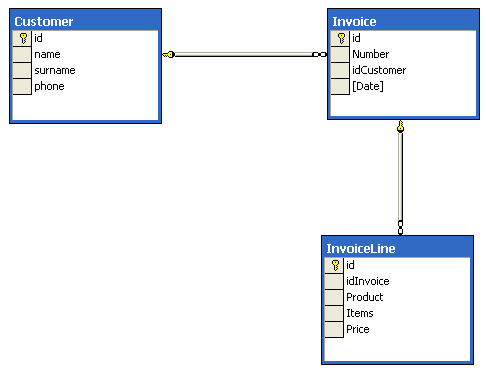 Customer
id
name
surname
phone
Invoice
id
Number
idCustomer
[Date]
InvoiceLine
id
idInvoice
Product
Items
Price